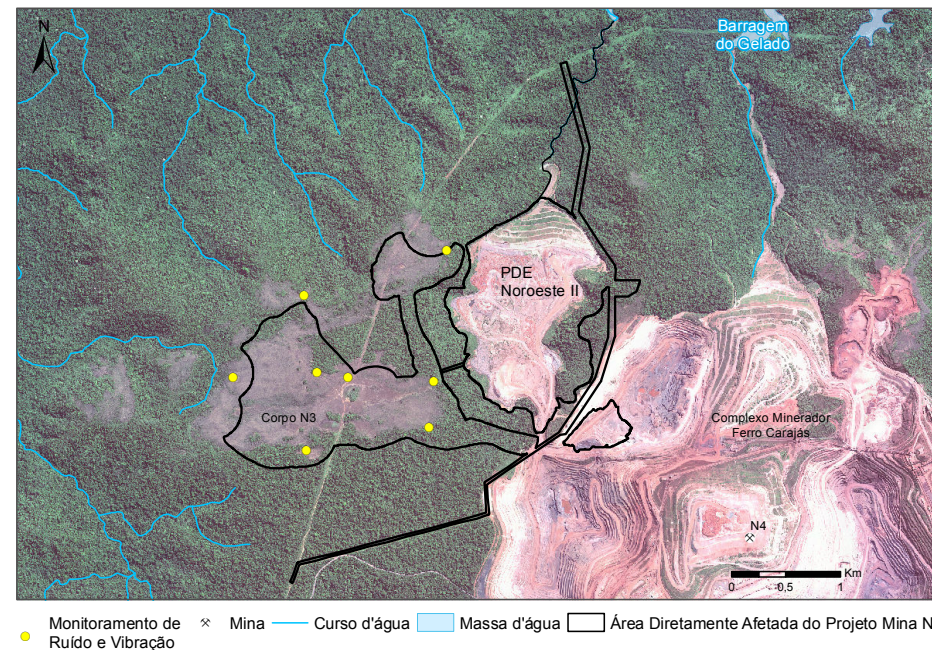 N
Barragem
do Gelado
PDE
Noroeste II
Corpo N3
Complexo Minerador
Ferro Carajás
N4
Km
0 0,5 1
Monitoramento de
Ruído e Vibração
Mina
Curso d'água
Massa d'água
Área Diretamente Afetada do Projeto Mina N